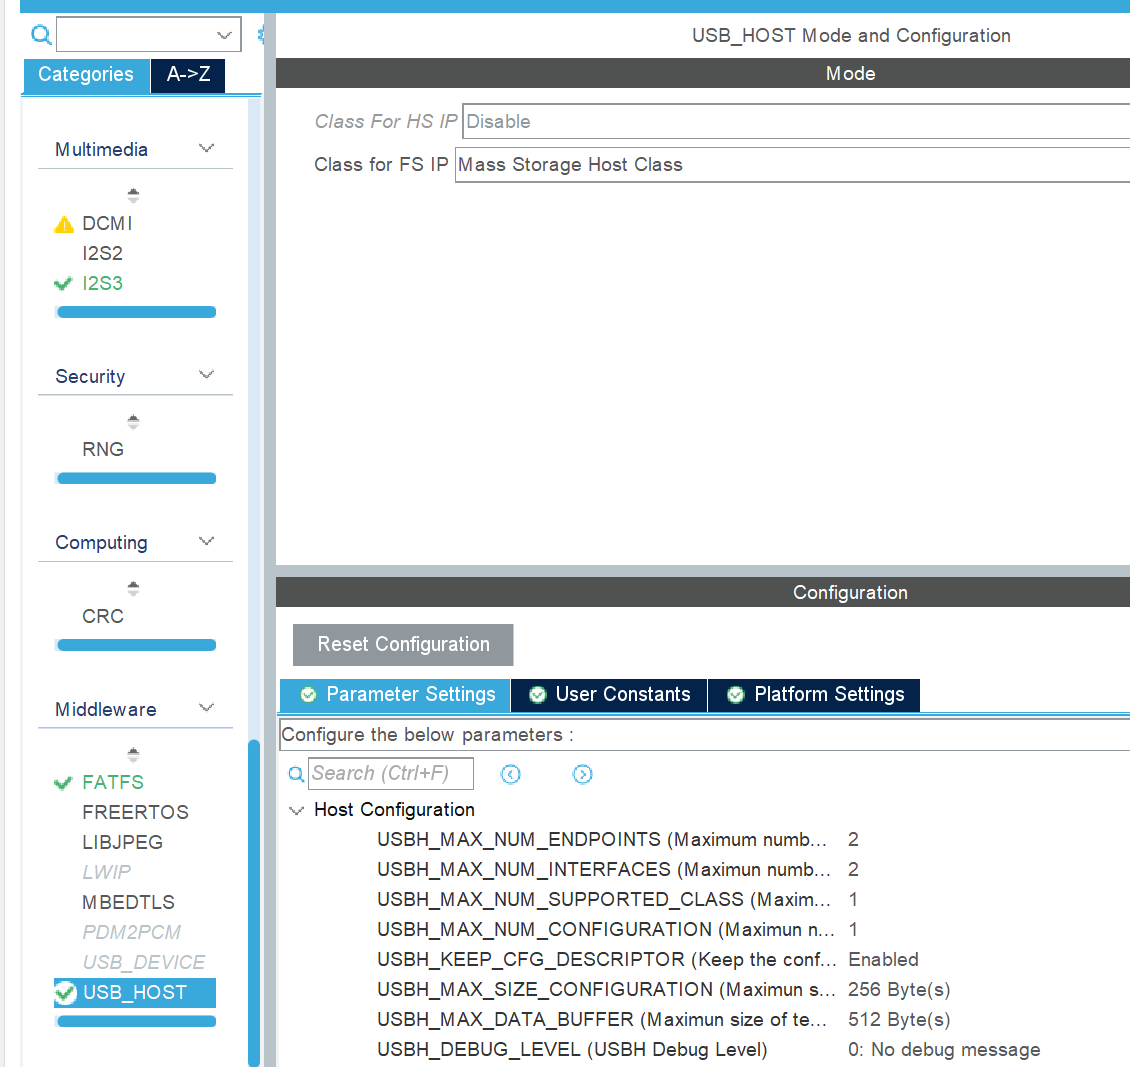 USB_HOST Mode and Configuration
Categories
A->Z
Mode
Class For HS IP
Disable
Class for FS IP
Mass Storage Host Class
Multimedia
DCMI
I2S2
I2S3
Security
RNG
Computing
CRC
Middleware
FATFS
FREERTOS
LIBJPEG
LWIP
MBEDTLS
PDM2PCM
USB_DEVICE
USB_HOST
Configuration
Reset Configuration
Parameter Settings
User Constants
Platform Settings
Configure the below parameters :
Search (Ctrl+F)
Host Configuration
USBH_MAX_NUM_ENDPOINTS (Maximum numb... 2
USBH_MAX_NUM_INTERFACES (Maximun numb... 2
USBH_MAX_NUM_SUPPORTED_CLASS (Maxim... 1
USBH_MAX_NUM_CONFIGURATION (Maximun n... 1
USBH_KEEP_CFG_DESCRIPTOR (Keep the conf... Enabled
USBH_MAX_SIZE_CONFIGURATION (Maximun s... 256 Byte(s)
USBH_MAX_DATA_BUFFER (Maximun size of te... 512 Byte(s)
USBH_DEBUG_LEVEL (USBH Debug Level) 0: No debug message